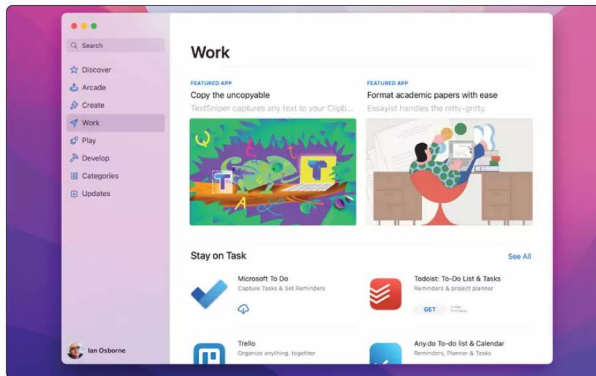 Search
Discover
Arcade
Create
Work
Play
Develop
Categories
Updates
Ian Osborne
Work
FEATURED APP
Copy the uncopyable
TextSniper captures any text to your Clipb...
FEATURED APP
Format academic papers with ease
Essayist handles the nitty-gritty.
Q
t
T
T
A
Stay on Task
See All
Microsoft To Do
Capture Tasks & Set Reminders
Todoist: To-Do List & Tasks
Reminders & project planner
GET
Trello
Organize anything, together
Any.do To-do list & Calendar
Reminders, Planner & Tasks